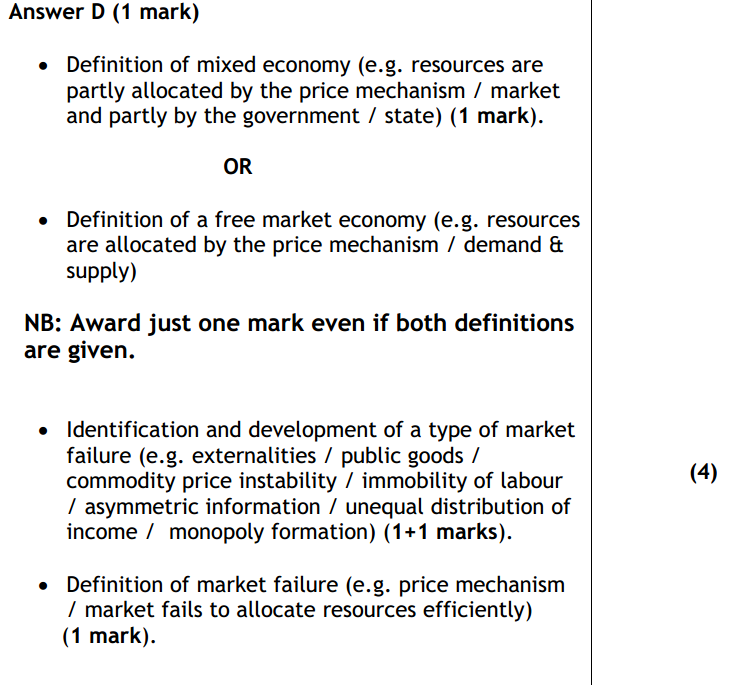 Answer D (1 mark)
• Definition of mixed economy (e.g. resources are
partly allocated by the price mechanism / market
and partly by the government / state) (1 mark).
OR
• Definition of a free market economy (e.g. resources
are allocated by the price mechanism / demand &
supply)
NB: Award just one mark even if both definitions
are given.
• Identification and development of a type of market
failure (e.g. externalities / public goods /
commodity price instability / immobility of labour
/ asymmetric information / unequal distribution of
income / monopoly formation) (1+1 marks).
(4)
• Definition of market failure (e.g. price mechanism
/ market fails to allocate resources efficiently)
(1 mark).